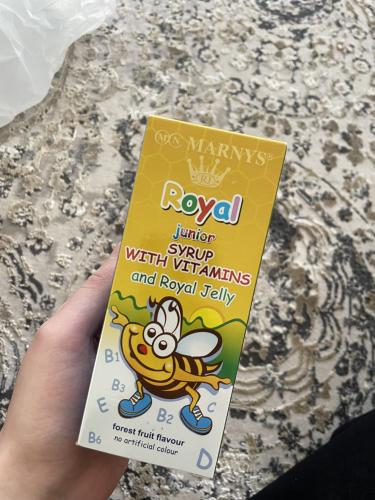 MN MARNYS®
RJ
Royal
junior
SYRUP
WITH VITAMINS
and Royal Jelly
B1
B3
E
B2
C
B6
D
forest fruit flavour
no artificial colour